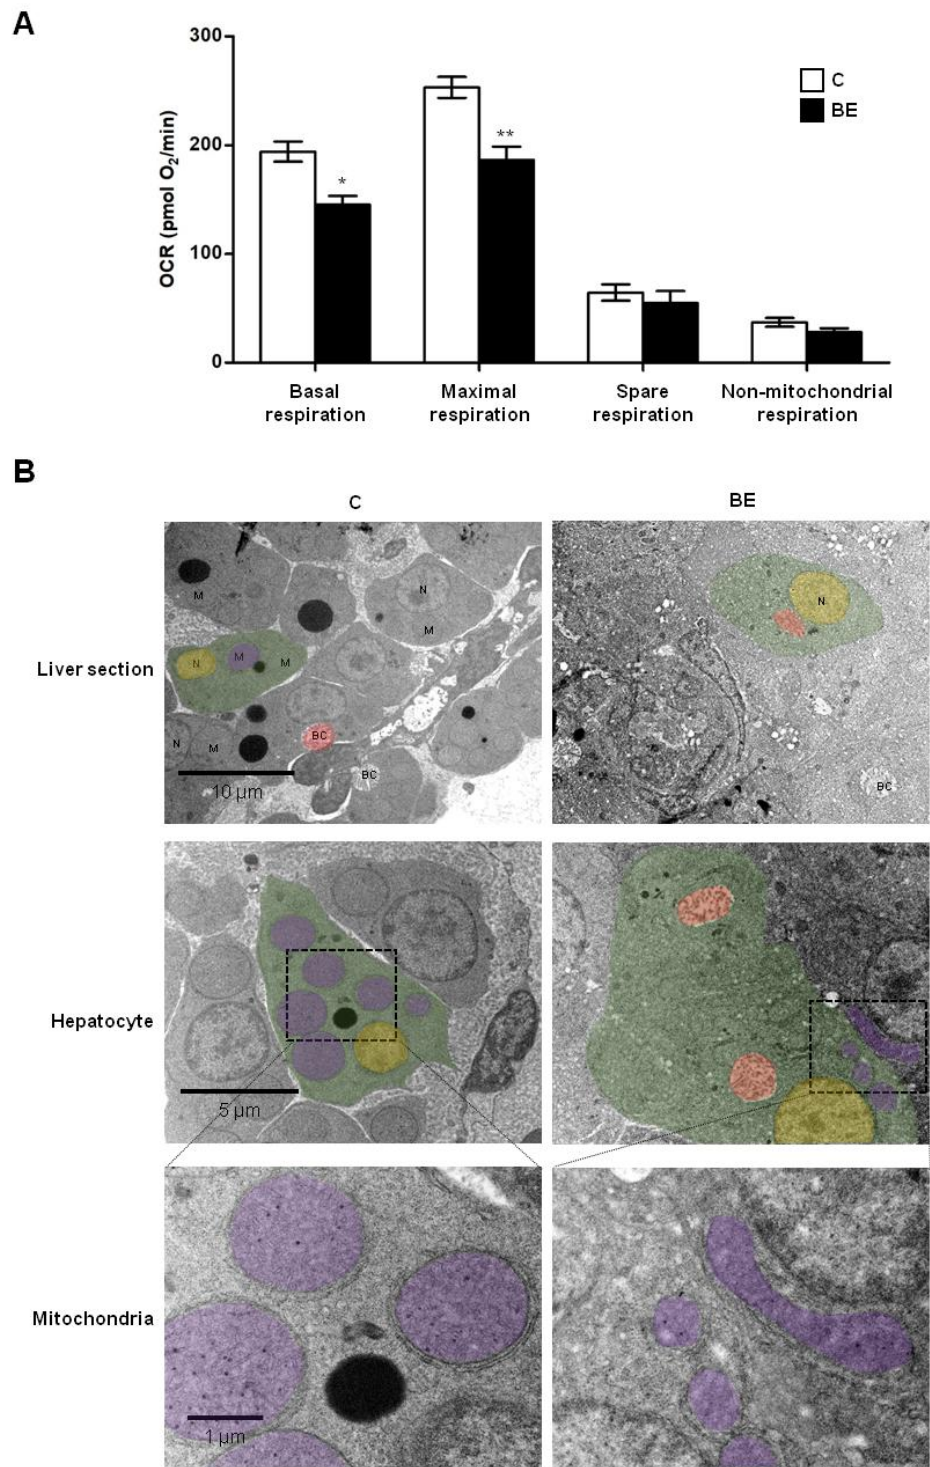 A
300
200
100
0
OCR (pmol O₂/min)
C
BE
*
**
Basal
respiration
Maximal
respiration
Spare
respiration
Non-mitochondrial
respiration
B
C
BE
Liver section
M
N
M
N
M
M
N
M
BC
BC
10 µm
N
BC
Hepatocyte
5 µm
Mitochondria
1 µm